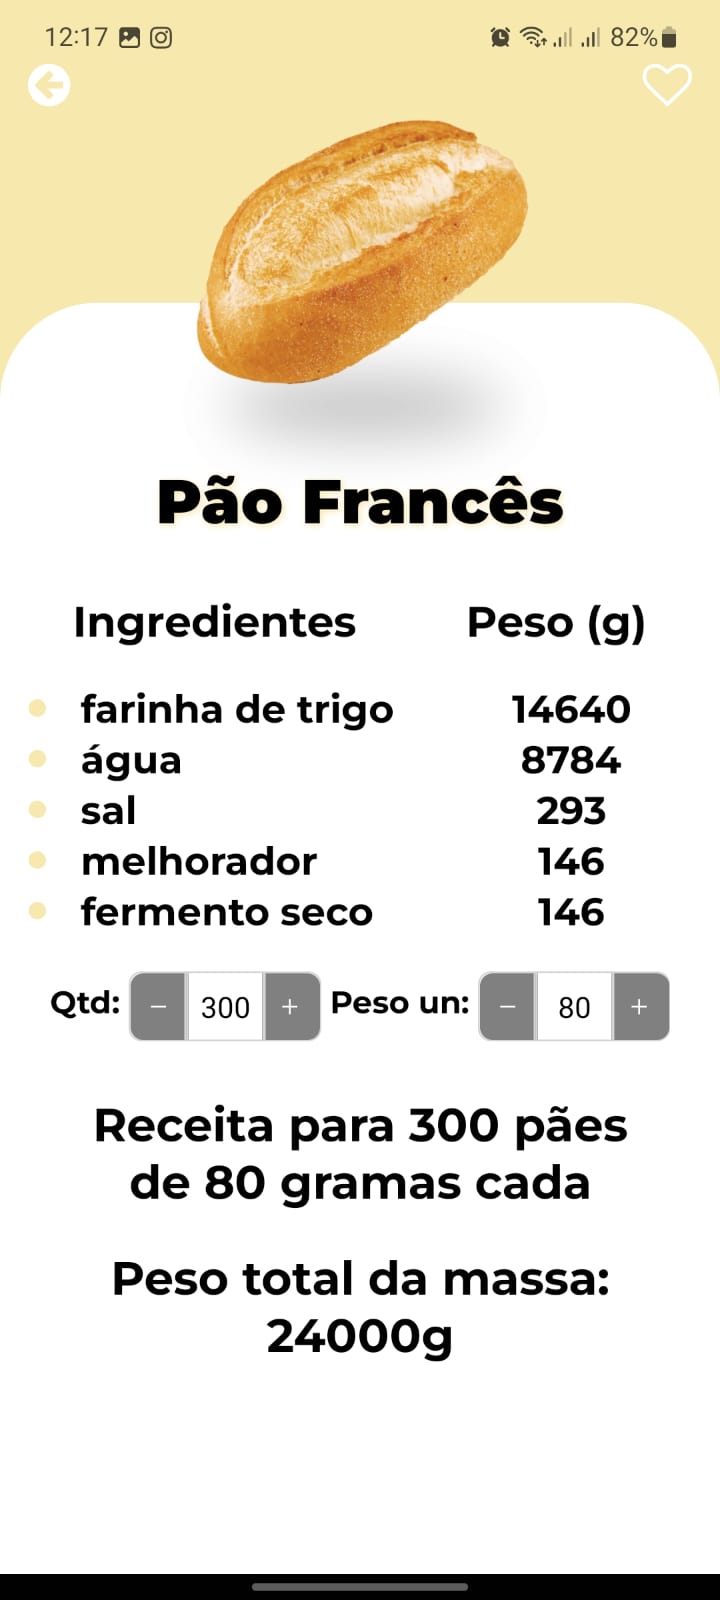 12:17 82%
Pão Francês
Ingredientes Peso (g)
farinha de trigo 14640
água 8784
sal 293
melhorador 146
fermento seco 146
Qtd: − 300 + Peso un: − 80 +
Receita para 300 pães
de 80 gramas cada
Peso total da massa:
24000g